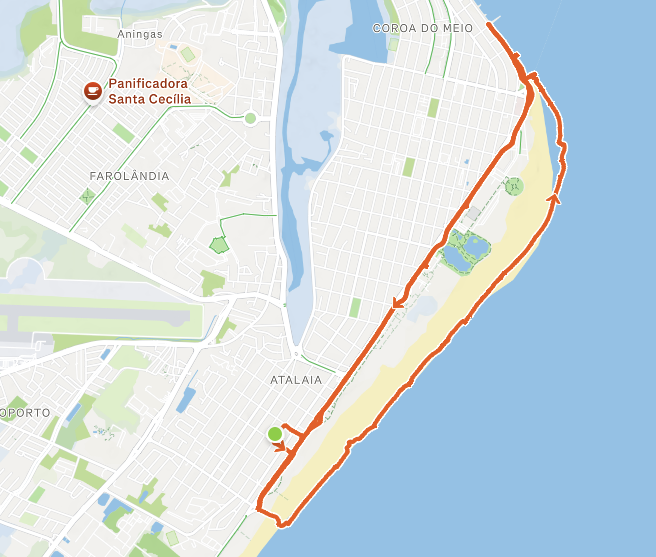 COROA DO MEIO
Aningas
Panificadora
Santa Cecília
FAROLÂNDIA
ATALAIA
OPORTO